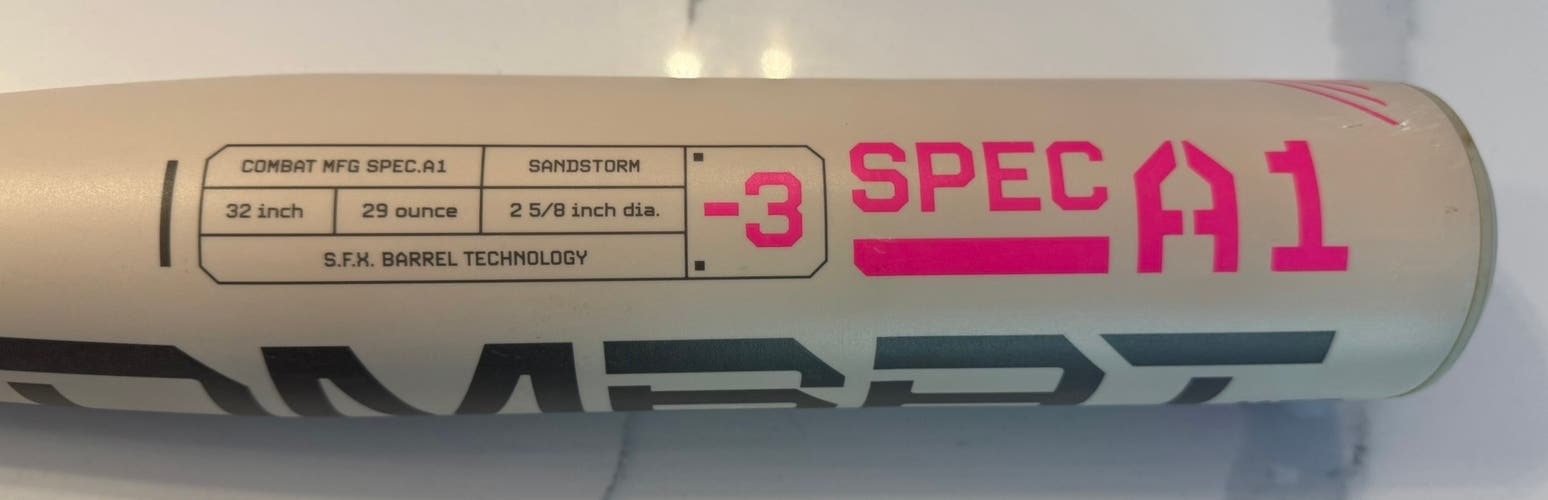 COMBAT MFG SPEC.A1 SANDSTORM
32 inch 29 ounce 2 5/8 inch dia.
S.F.X. BARREL TECHNOLOGY
-3
SPEC A1